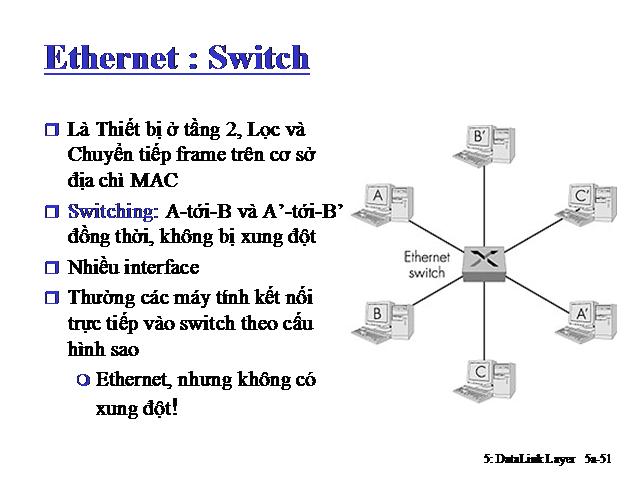 Ethernet : Switch
Là Thiết bị ở tầng 2, Lọc và
Chuyển tiếp frame trên cơ sở
địa chỉ MAC
Switching: A-tới-B và A’-tới-B’
đồng thời, không bị xung đột
Nhiều interface
Thường các máy tính kết nối
trực tiếp vào switch theo cấu
hình sao
Ethernet, nhưng không có
xung đột!
B’
A
C’
Ethernet
switch
B
A’
C
5: DataLink Layer 5a-51